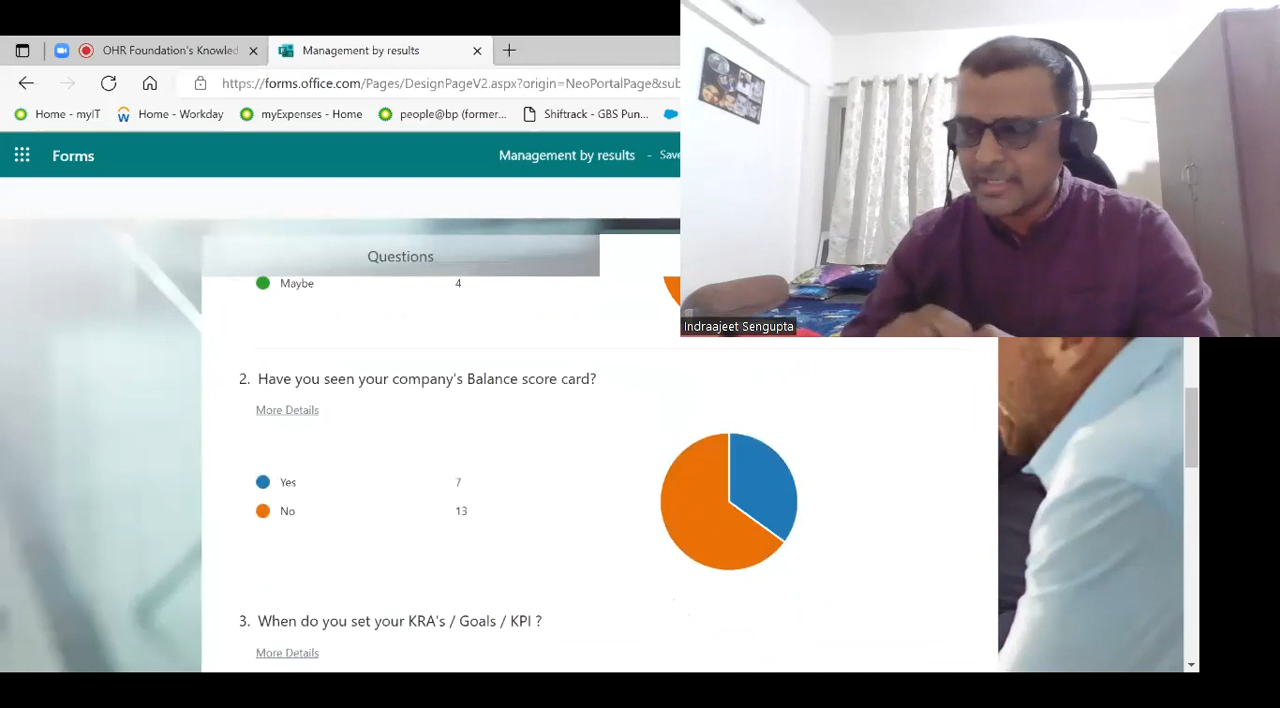 OHR Foundation's Knowled
Management by results
https://forms.office.com/Pages/DesignPageV2.aspx?origin=NeoPortalPage&sub
Home - myIT
Home - Workday
myExpenses - Home
people@bp (former...
Shiftrack - GBS Pun...
Forms
Management by results - Save
Questions
Maybe 4
Indraajeet Sengupta
2. Have you seen your company's Balance score card?
More Details
Yes 7
No 13
3. When do you set your KRA's / Goals / KPI ?
More Details